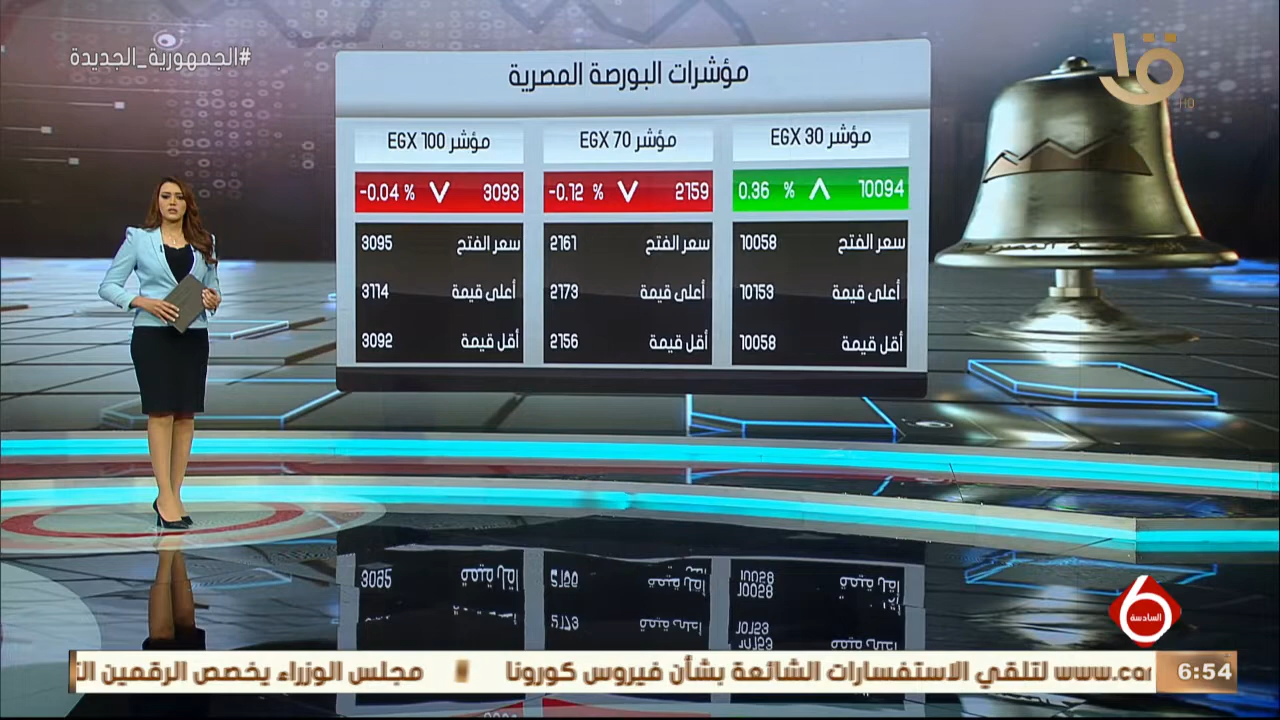 #الجمهورية_الجديدة
HD
مؤشرات البورصة المصرية
مؤشر EGX 30
10094 0.36 %
سعر الفتح 10058
أعلى قيمة 10153
أقل قيمة 10058
مؤشر EGX 70
2159 -0.12 %
سعر الفتح 2161
أعلى قيمة 2173
أقل قيمة 2156
مؤشر EGX 100
3093 -0.04 %
سعر الفتح 3095
أعلى قيمة 3114
أقل قيمة 3092
السادسة
6:54
www.car لتلقي الاستفسارات الشائعة بشأن فيروس كورونا
مجلس الوزراء يخصص الرقمين